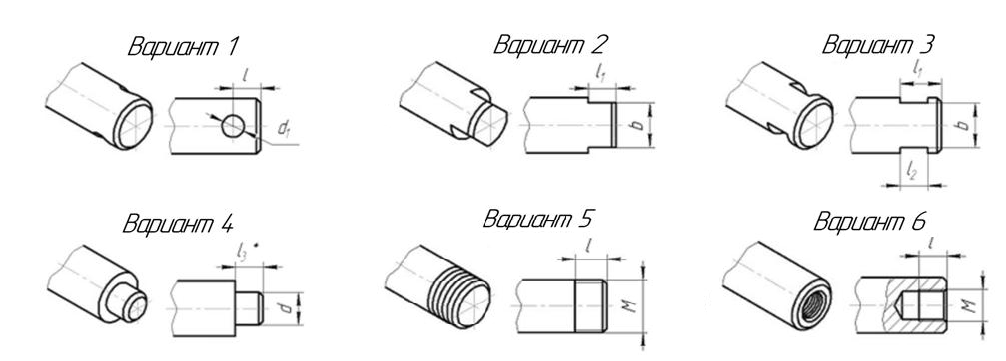 Вариант 1
Вариант 2
Вариант 3
l
d₁
l₁
b
l₁
b
l₂
Вариант 4
Вариант 5
Вариант 6
l₃*
d
l
M
l
M